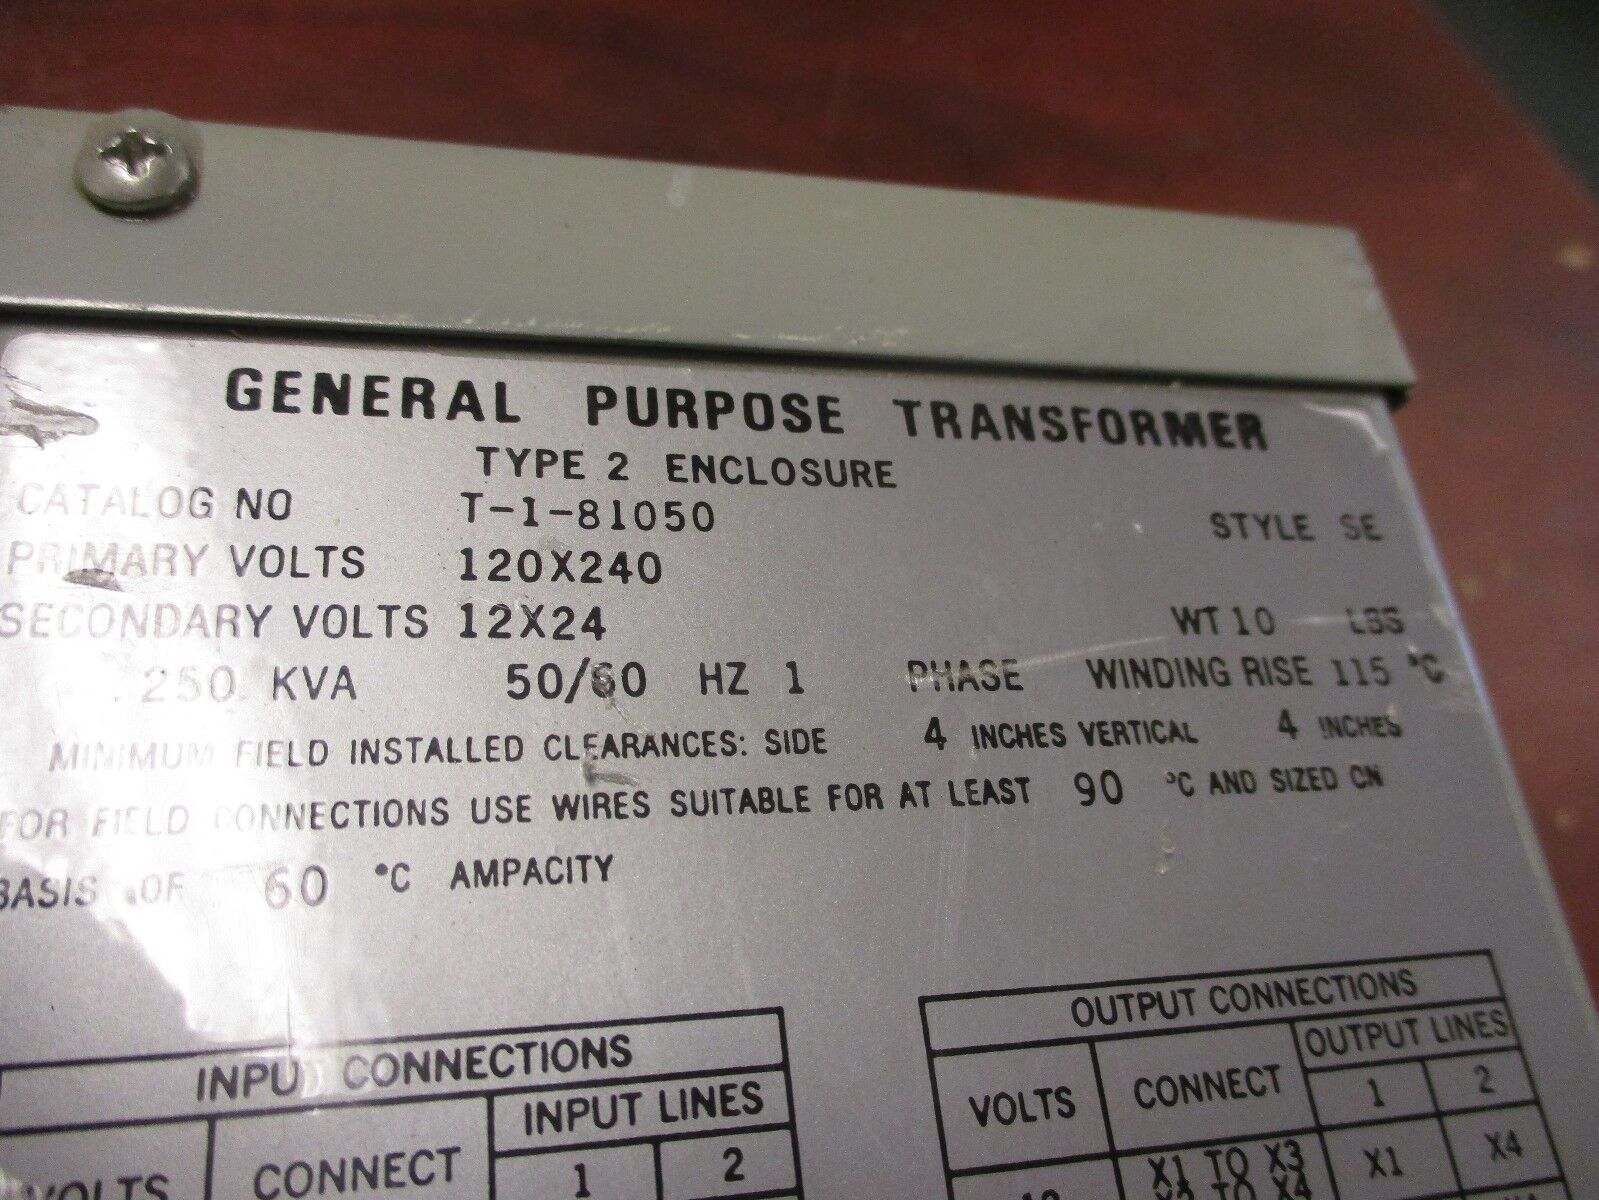 GENERAL PURPOSE TRANSFORMER
TYPE 2 ENCLOSURE
CATALOG NO T-1-81050
STYLE SE
PRIMARY VOLTS 120X240
SECONDARY VOLTS 12X24
WT 10 LBS
.250 KVA 50/60 HZ 1 PHASE WINDING RISE 115 °C
MINIMUM FIELD INSTALLED CLEARANCES: SIDE 4 INCHES VERTICAL 4 INCHES
FOR FIELD CONNECTIONS USE WIRES SUITABLE FOR AT LEAST 90 °C AND SIZED ON
BASIS OF 60 °C AMPACITY
INPUT CONNECTIONS
VOLTS CONNECT INPUT LINES
1 2
OUTPUT CONNECTIONS
VOLTS CONNECT OUTPUT LINES
1 2
X1 TO X3 X1 X4